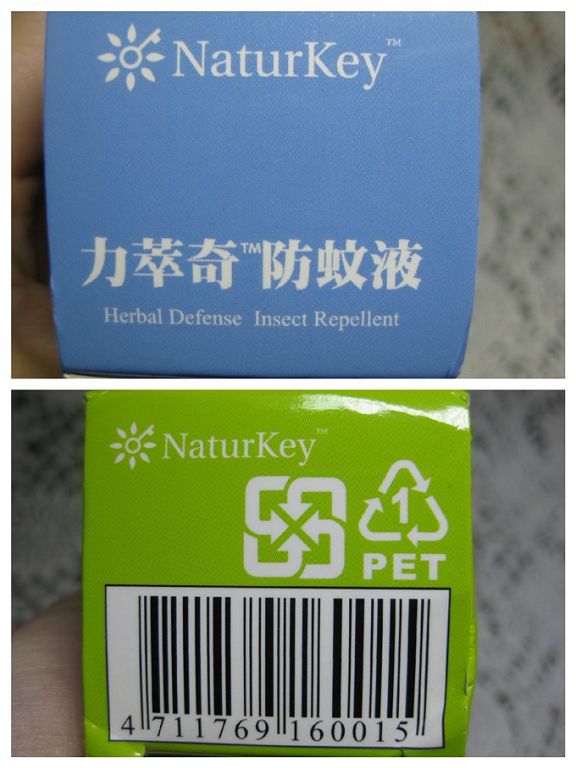 NaturKey™
力萃奇™防蚊液
Herbal Defense Insect Repellent
NaturKey™
1
PET
4 711769 160015